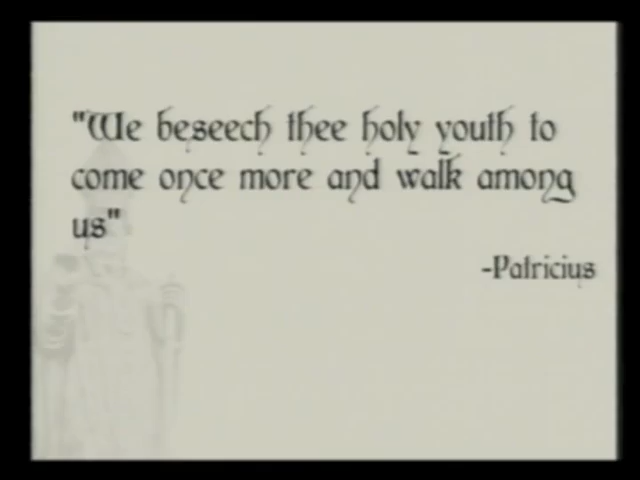 "We beseech thee holy youth to
come once more and walk among
us"
-Patricius